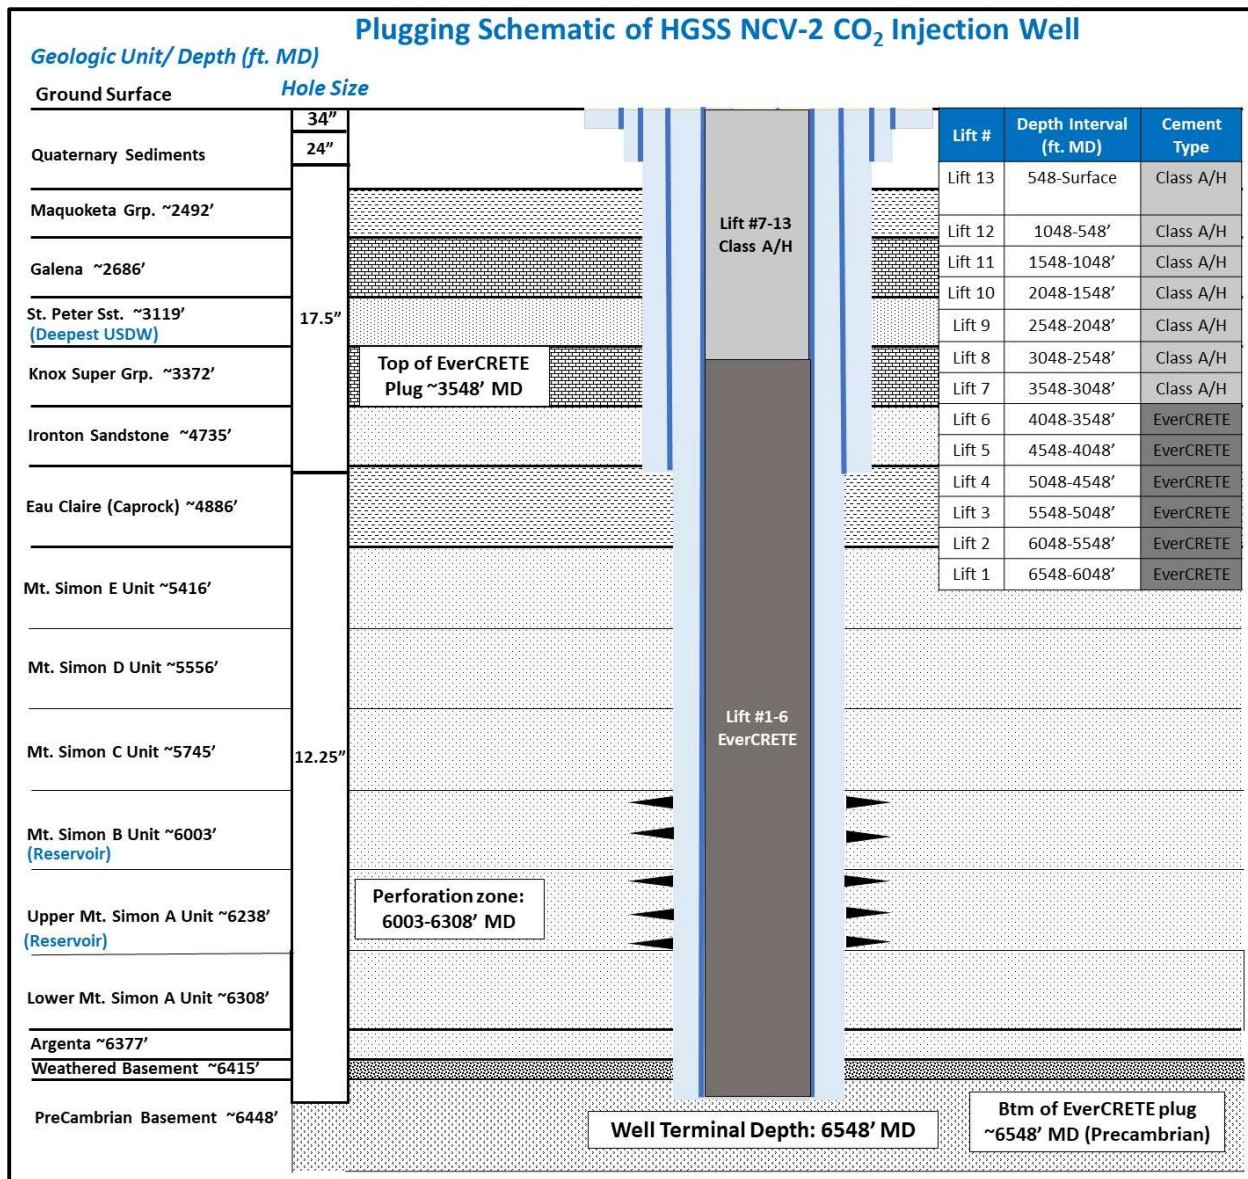 Plugging Schematic of HGSS NCV-2 CO₂ Injection Well
Geologic Unit/ Depth (ft. MD)
Hole Size
Ground Surface
34”
24”
Quaternary Sediments
Maquoketa Grp. ~2492’
Galena ~2686’
St. Peter Sst. ~3119’
(Deepest USDW)
17.5”
Knox Super Grp. ~3372’
Ironton Sandstone ~4735’
Eau Claire (Caprock) ~4886’
Mt. Simon E Unit ~5416’
Mt. Simon D Unit ~5556’
Mt. Simon C Unit ~5745’
12.25”
Mt. Simon B Unit ~6003’
(Reservoir)
Upper Mt. Simon A Unit ~6238’
(Reservoir)
Lower Mt. Simon A Unit ~6308’
Argenta ~6377’
Weathered Basement ~6415’
PreCambrian Basement ~6448’
Top of EverCRETE
Plug ~3548’ MD
Perforation zone:
6003-6308’ MD
Lift #7-13
Class A/H
Lift #1-6
EverCRETE
Well Terminal Depth: 6548’ MD
Btm of EverCRETE plug
~6548’ MD (Precambrian)
Lift # Depth Interval (ft. MD) Cement Type
Lift 13 548-Surface Class A/H
Lift 12 1048-548’ Class A/H
Lift 11 1548-1048’ Class A/H
Lift 10 2048-1548’ Class A/H
Lift 9 2548-2048’ Class A/H
Lift 8 3048-2548’ Class A/H
Lift 7 3548-3048’ Class A/H
Lift 6 4048-3548’ EverCRETE
Lift 5 4548-4048’ EverCRETE
Lift 4 5048-4548’ EverCRETE
Lift 3 5548-5048’ EverCRETE
Lift 2 6048-5548’ EverCRETE
Lift 1 6548-6048’ EverCRETE